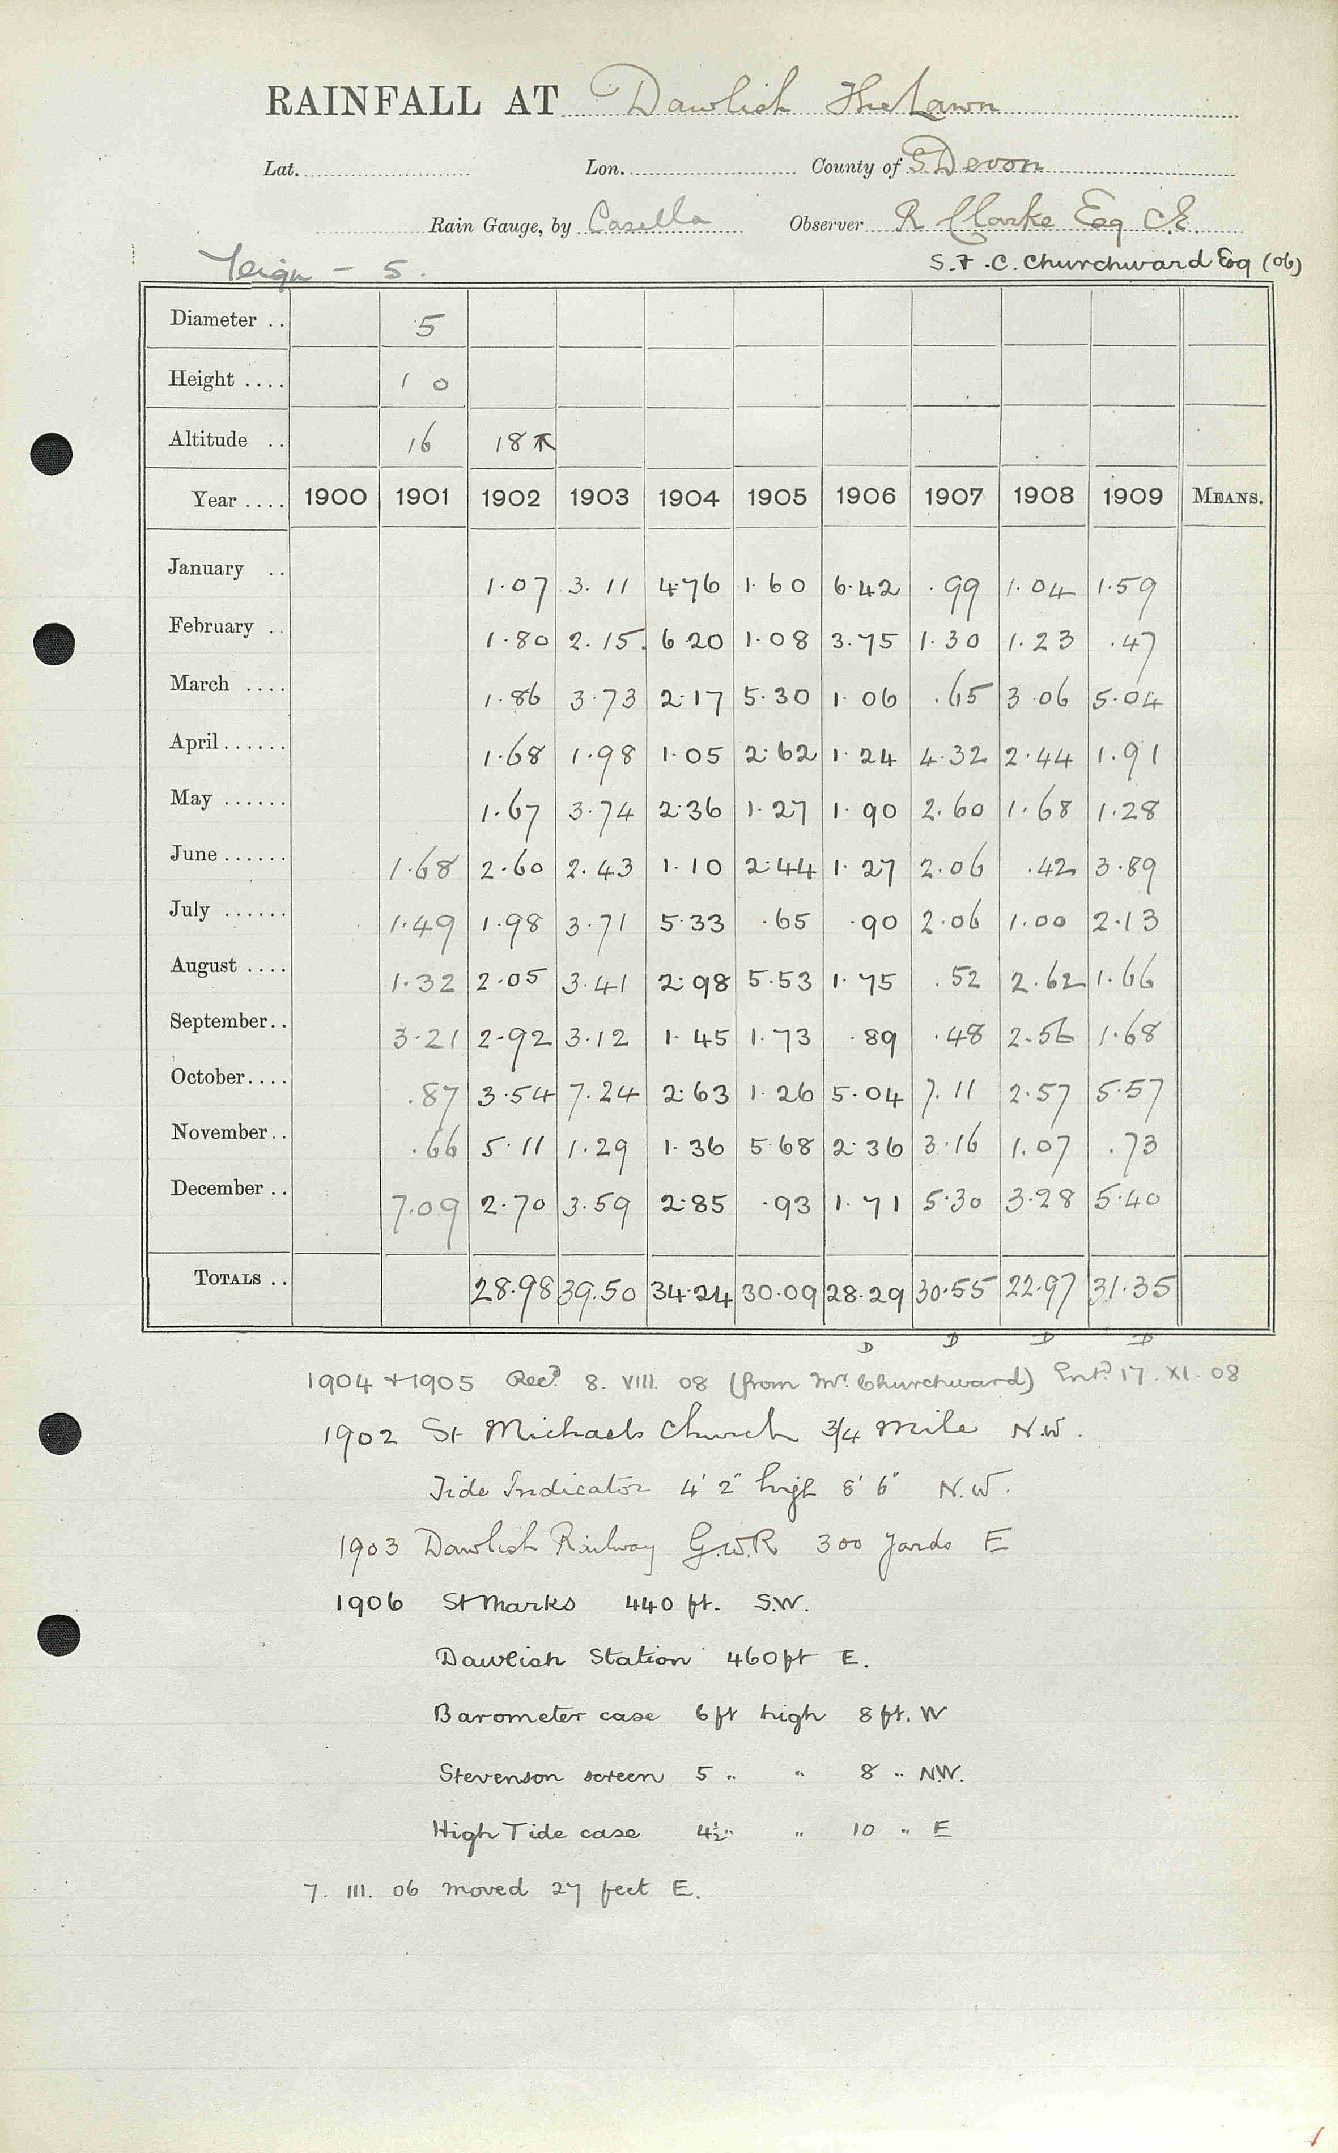 RAINFALL AT Dawlish The Lawn
Lat. Lon. County of S. Devon
Rain Gauge, by Casella Observer R Clarke Esq C.E.
Teign - 5. S. F. C. Churchward Esq (06)
Diameter .. 5
Height .... 1 0
Altitude .. 16 18
Year .... 1900 1901 1902 1903 1904 1905 1906 1907 1908 1909 MEANS.
January .. 1.07 3.11 4.76 1.60 6.42 .99 1.04 1.59
February .. 1.80 2.15 6.20 1.08 3.75 1.30 1.23 .47
March .... 1.86 3.73 2.17 5.30 1.06 .65 3.06 5.04
April ...... 1.68 1.98 1.05 2.62 1.24 4.32 2.44 1.91
May ...... 1.67 3.74 2.36 1.27 1.90 2.60 1.68 1.28
June ...... 1.68 2.60 2.43 1.10 2.44 1.27 2.06 .42 3.89
July ...... 1.49 1.98 3.71 5.33 .65 .90 2.06 1.00 2.13
August .... 1.32 2.05 3.41 2.98 5.53 1.75 .52 2.62 1.66
September.. 3.21 2.92 3.12 1.45 1.73 .89 .48 2.56 1.68
October.... .87 3.54 7.24 2.63 1.26 5.04 7.11 2.57 5.57
November.. .66 5.11 1.29 1.36 5.68 2.36 3.16 1.07 .73
December .. 7.09 2.70 3.59 2.85 .93 1.71 5.30 3.28 5.40
TOTALS .. 28.98 39.50 34.24 30.09 28.29 30.55 22.97 31.35
D D D D
1904 + 1905 Recd. 8. VIII. 08 (from Mr. Churchward) Entd. 17. XI. 08
1902 St Michaels Church 3/4 mile N.W.
Tide Indicator 4' 2" high 8' 6" N.W.
1903 Dawlish Railway G.W.R 300 yards E
1906 St Marks 440 ft. S.W.
Dawlish Station 460 ft E.
Barometer case 6 ft high 8 ft. W
Stevenson screen 5 " " 8 " N.W.
High Tide case 4½ " " 10 " E
7. III. 06 moved 27 feet E.